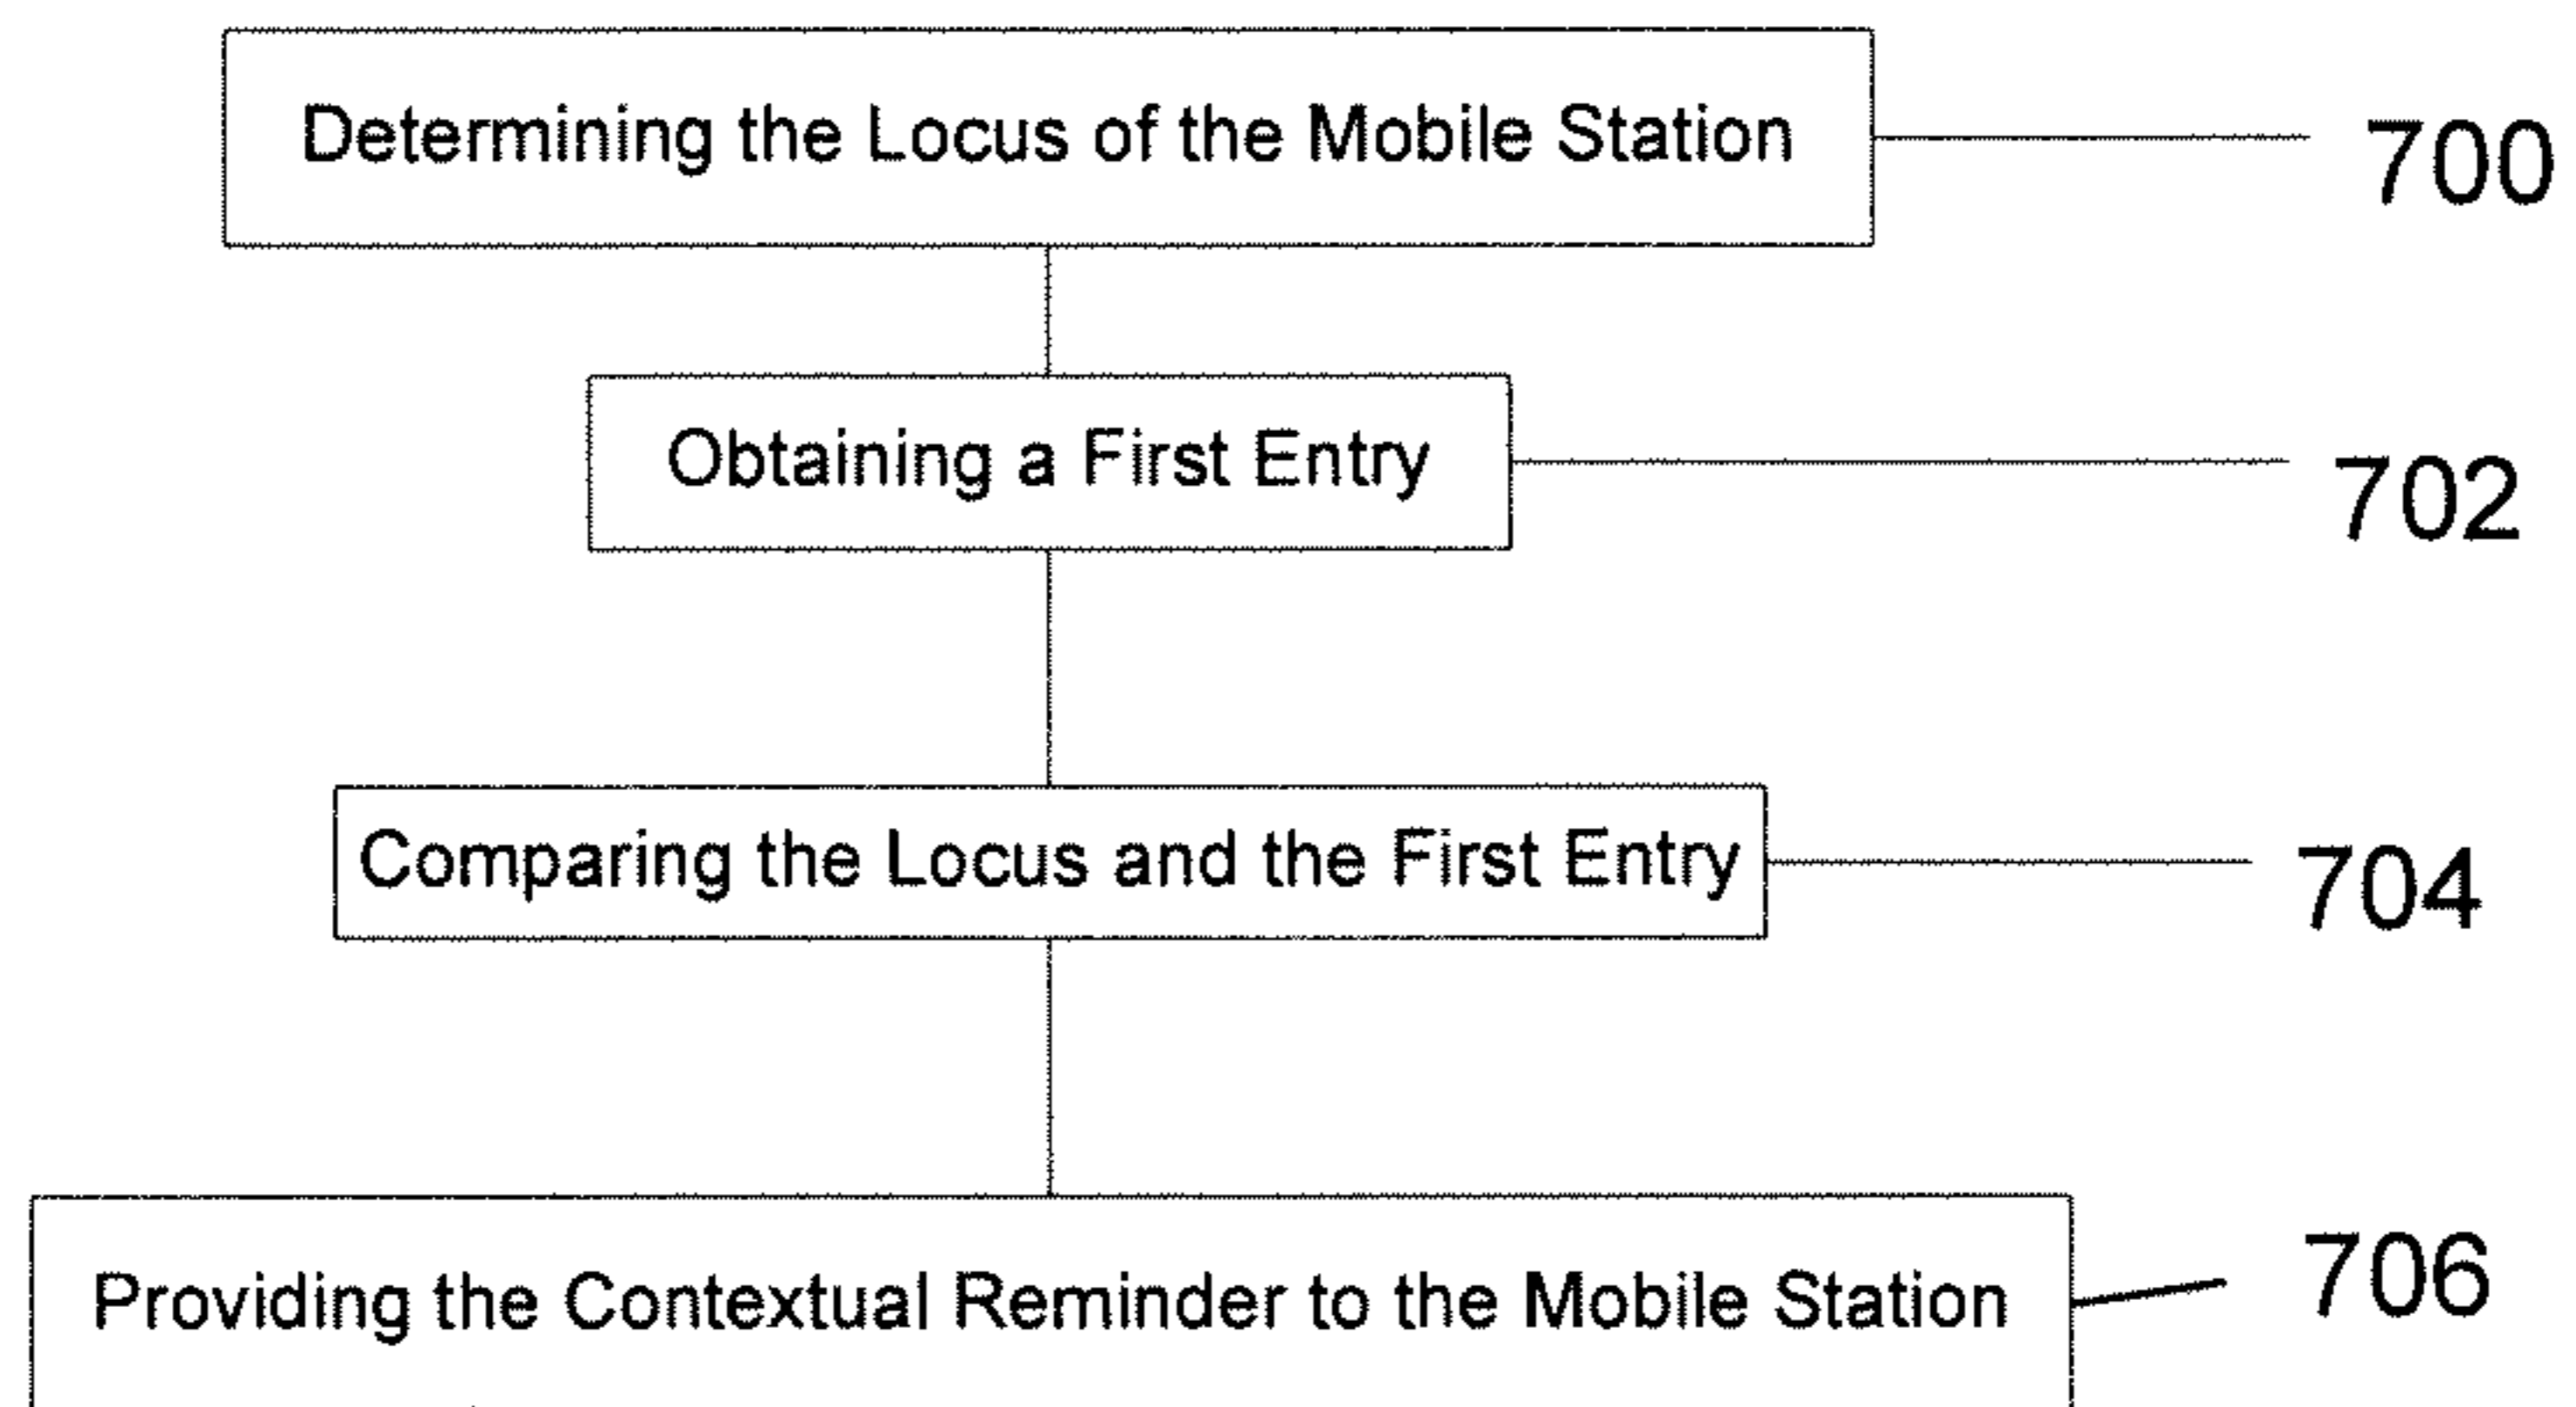 Determining the Locus of the Mobile Station
700
Obtaining a First Entry
702
Comparing the Locus and the First Entry
704
Providing the Contextual Reminder to the Mobile Station
706